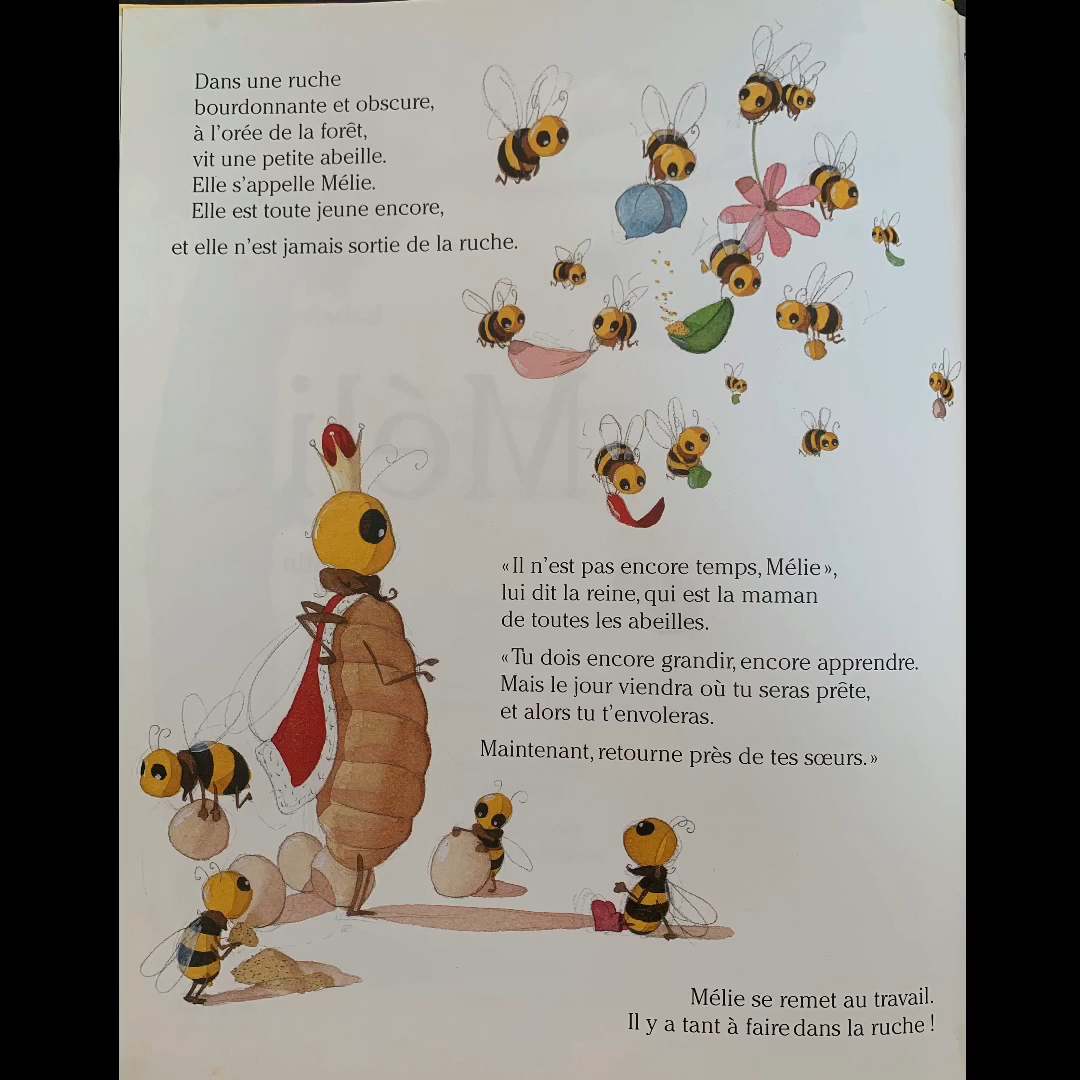 Dans une ruche
bourdonnante et obscure,
à l'orée de la forêt,
vit une petite abeille.
Elle s'appelle Mélie.
Elle est toute jeune encore,
et elle n'est jamais sortie de la ruche.
«Il n'est pas encore temps, Mélie»,
lui dit la reine, qui est la maman
de toutes les abeilles.
«Tu dois encore grandir, encore apprendre.
Mais le jour viendra où tu seras prête,
et alors tu t'envoleras.
Maintenant, retourne près de tes sœurs.»
Mélie se remet au travail.
Il y a tant à faire dans la ruche !